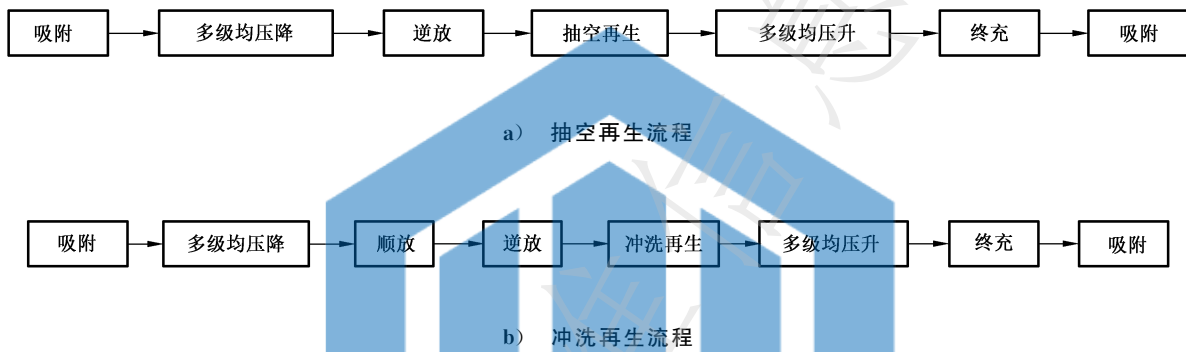 吸附 多级均压降 逆放 抽空再生 多级均压升 终充 吸附
a) 抽空再生流程
吸附 多级均压降 顺放 逆放 冲洗再生 多级均压升 终充 吸附
b) 冲洗再生流程